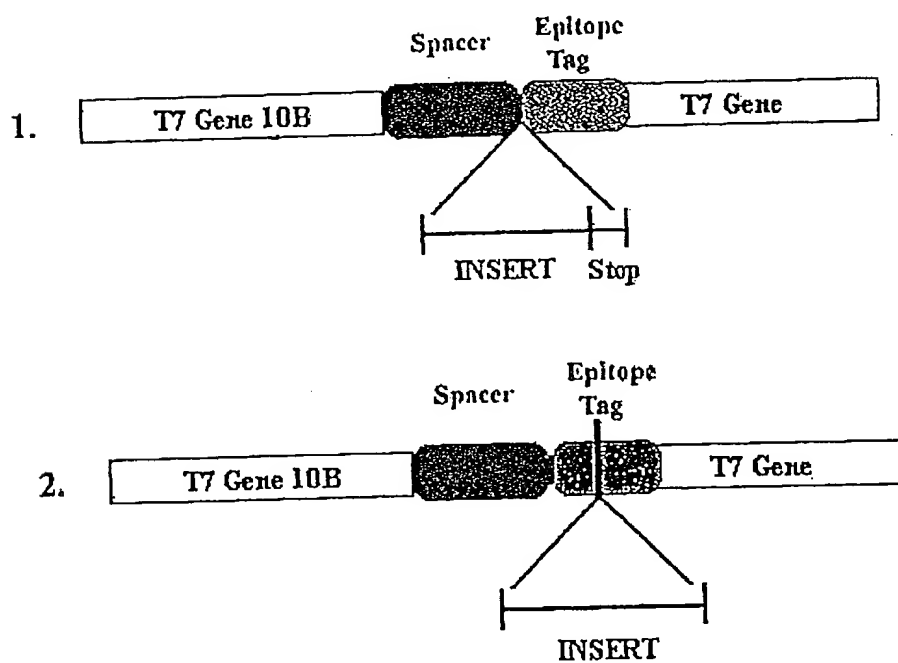 Spacer
Epitope
Tag
1.
T7 Gene 10B
T7 Gene
INSERT
Stop
Spacer
Epitope
Tag
2.
T7 Gene 10B
T7 Gene
INSERT